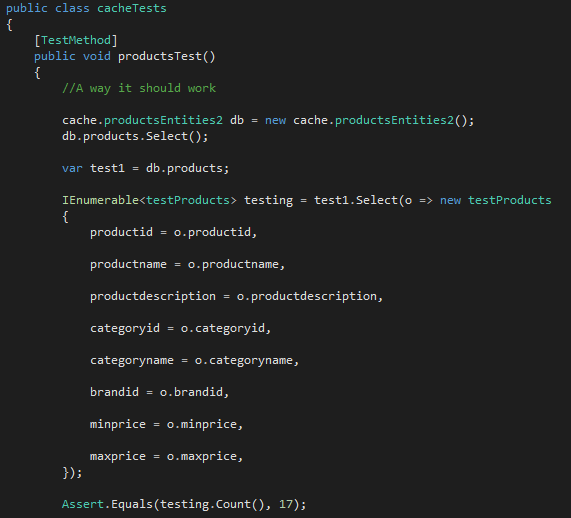 public class cacheTests
{
[TestMethod]
public void productsTest()
{
//A way it should work
cache.productsEntities2 db = new cache.productsEntities2();
db.products.Select();
var test1 = db.products;
IEnumerable<testProducts> testing = test1.Select(o => new testProducts
{
productid = o.productid,
productname = o.productname,
productdescription = o.productdescription,
categoryid = o.categoryid,
categoryname = o.categoryname,
brandid = o.brandid,
minprice = o.minprice,
maxprice = o.maxprice,
});
Assert.Equals(testing.Count(), 17);